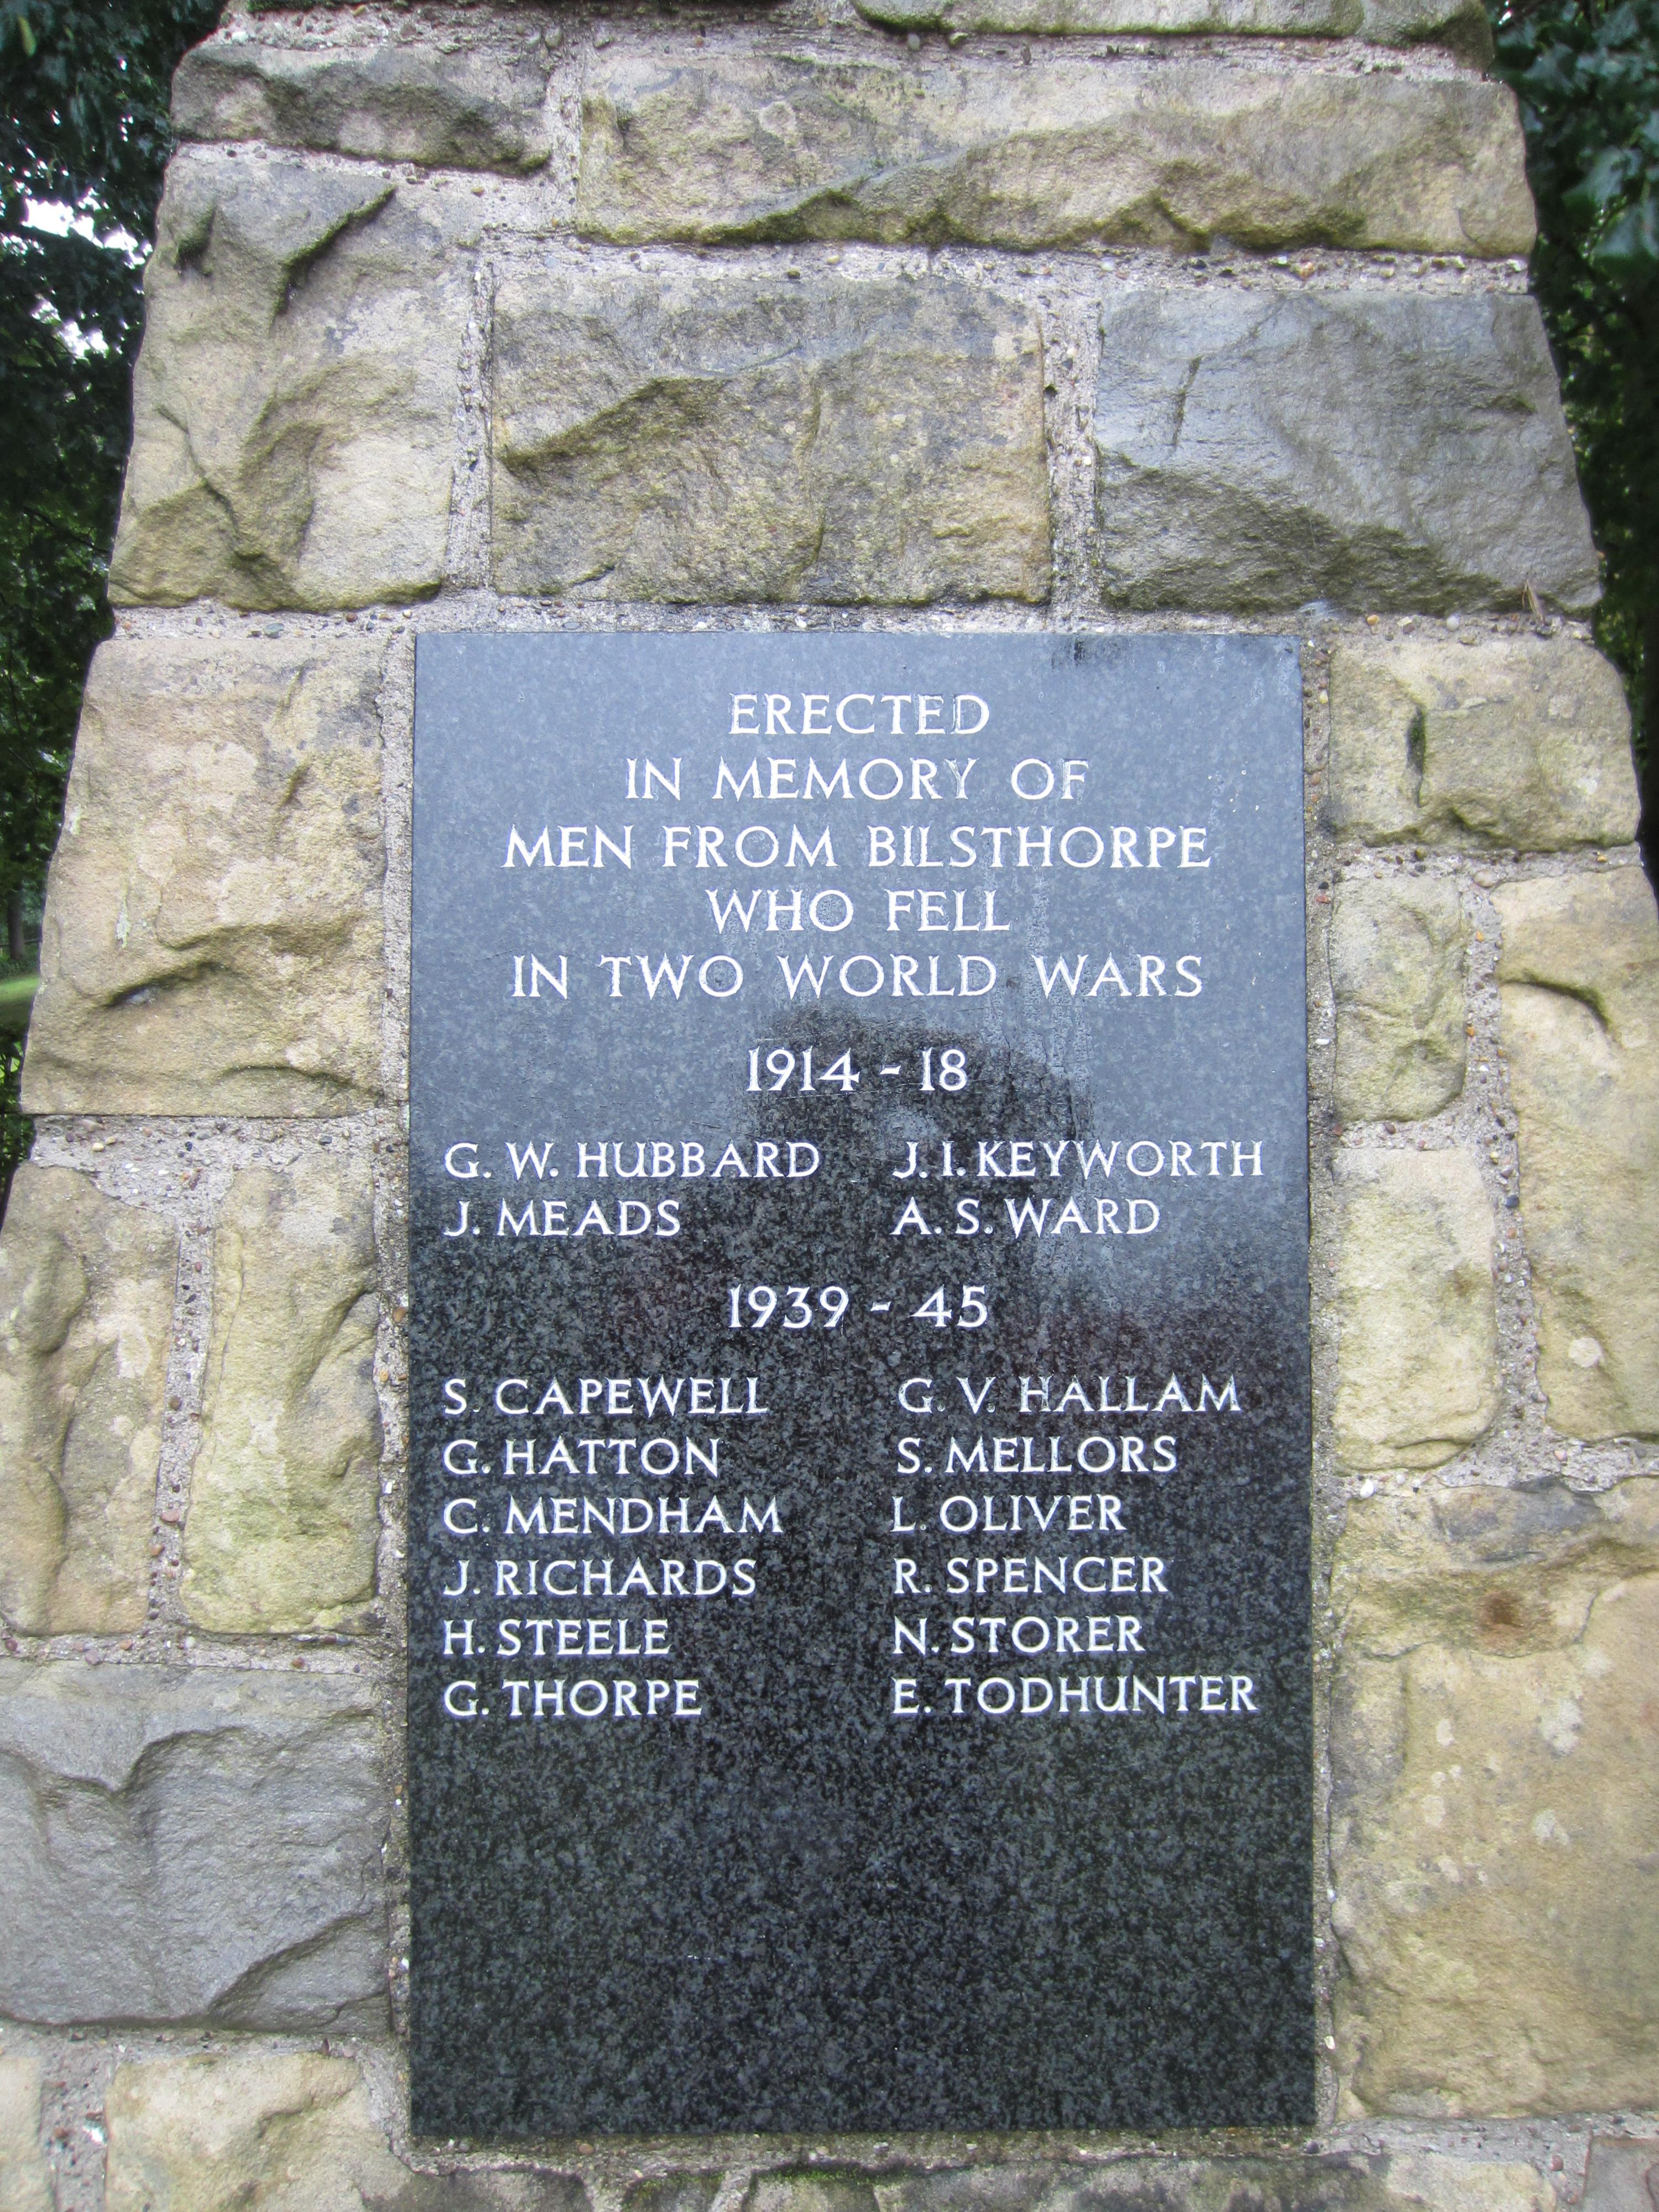 ERECTED
IN MEMORY OF
MEN FROM BILSTHORPE
WHO FELL
IN TWO WORLD WARS
1914 - 18
G. W. HUBBARD J. I. KEYWORTH
J. MEADS A. S. WARD
1939 - 45
S. CAPEWELL G. V. HALLAM
G. HATTON S. MELLORS
C. MENDHAM L. OLIVER
J. RICHARDS R. SPENCER
H. STEELE N. STORER
G. THORPE E. TODHUNTER